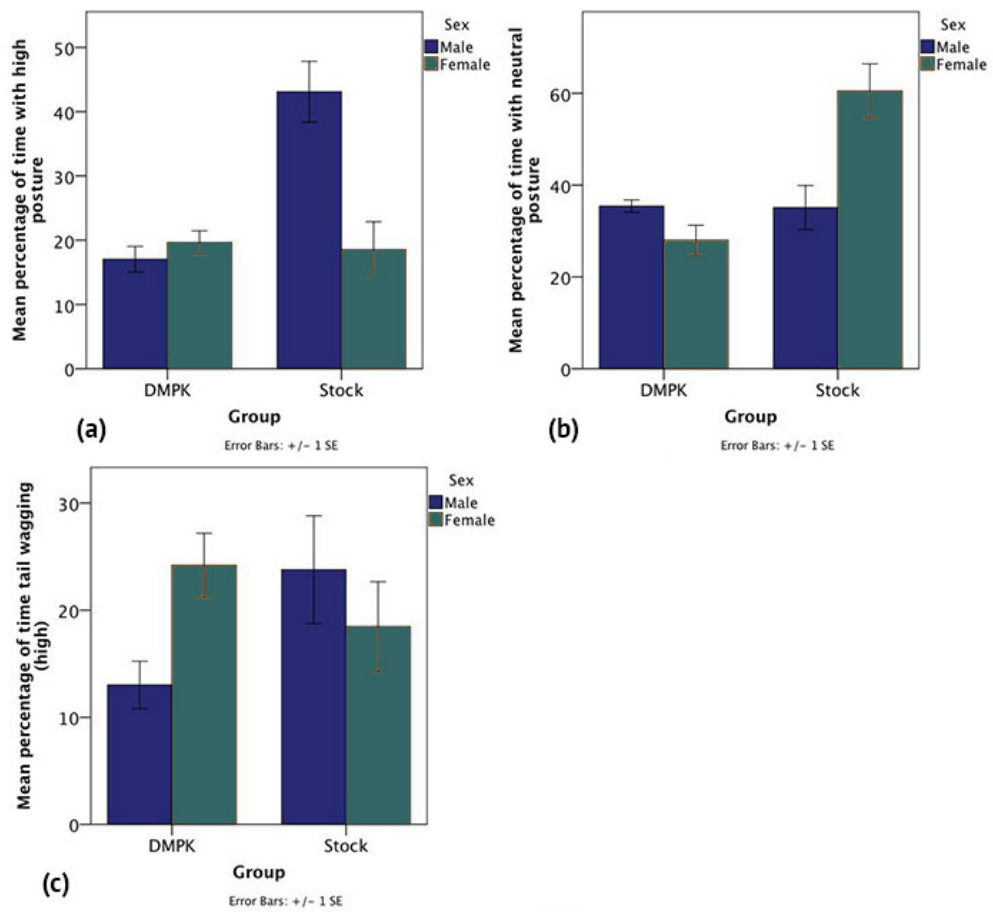 Mean percentage of time with high
posture
50
40
30
20
10
0
DMPK
Stock
Group
Error Bars: +/- 1 SE
Sex
Male
Female
(a)
Mean percentage of time with neutral
posture
60
40
20
0
DMPK
Stock
Group
Error Bars: +/- 1 SE
Sex
Male
Female
(b)
Mean percentage of time tail wagging
(high)
30
20
10
0
DMPK
Stock
Group
Error Bars: +/- 1 SE
Sex
Male
Female
(c)